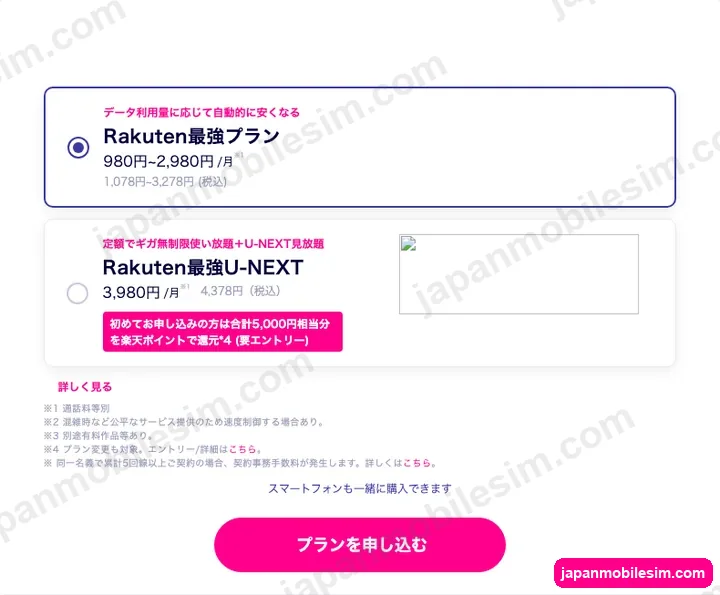 データ利用量に応じて自動的に安くなる
Rakuten最強プラン
980円~2,980円 /月※1
1,078円~3,278円 (税込)
定額でギガ無制限使い放題+U-NEXT見放題
Rakuten最強U-NEXT
3,980円 /月※1 4,378円（税込）
初めてお申し込みの方は合計5,000円相当分
を楽天ポイントで還元*4 (要エントリー)
詳しく見る
※1 通話料等別
※2 混雑時など公平なサービス提供のため速度制御する場合あり。
※3 別途有料作品等あり。
※4 プラン変更も対象。エントリー/詳細はこちら。
※ 同一名義で累計5回線以上ご契約の場合、契約事務手数料が発生します。詳しくはこちら。
スマートフォンも一緒に購入できます
プランを申し込む
japanmobilesim.com